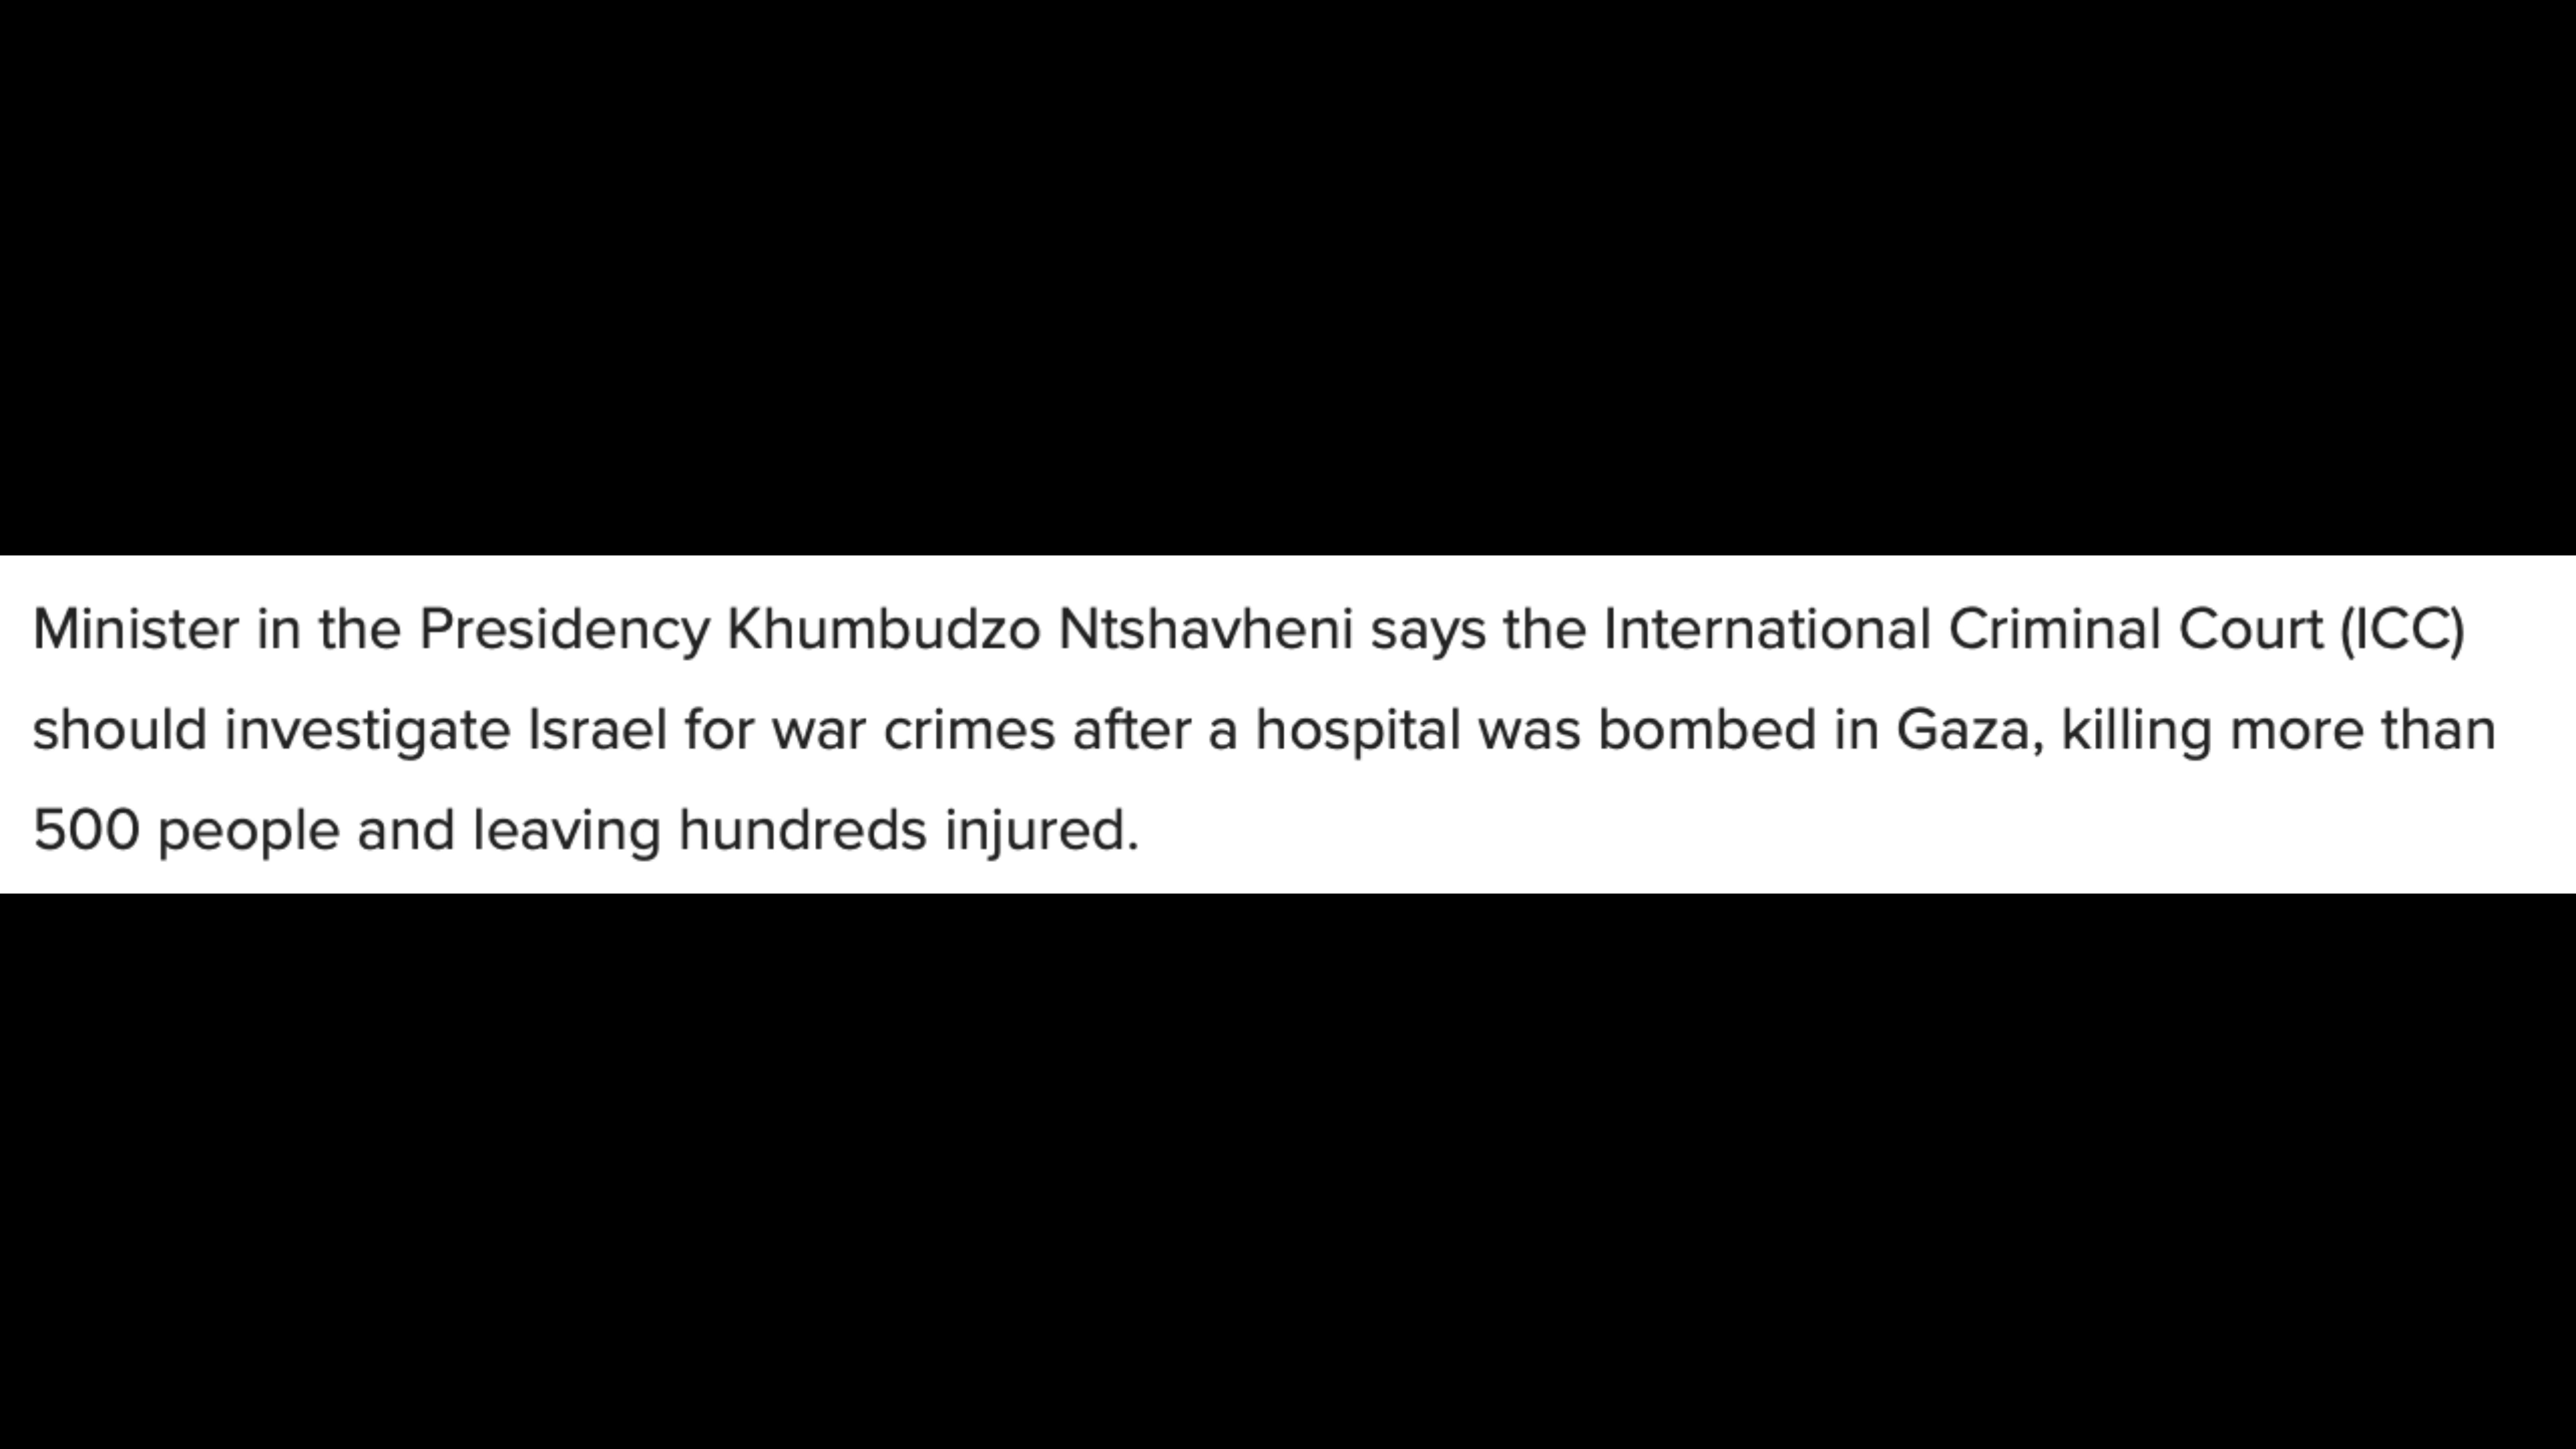 Minister in the Presidency Khumbudzo Ntshavheni says the International Criminal Court (ICC)
should investigate Israel for war crimes after a hospital was bombed in Gaza, killing more than
500 people and leaving hundreds injured.